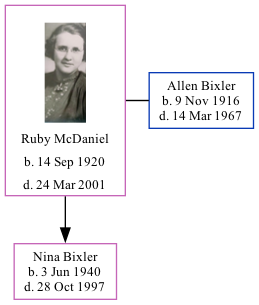 Ruby McDaniel
b. 14 Sep 1920
d. 24 Mar 2001
Allen Bixler
b. 9 Nov 1916
d. 14 Mar 1967
Nina Bixler
b. 3 Jun 1940
d. 28 Oct 1997